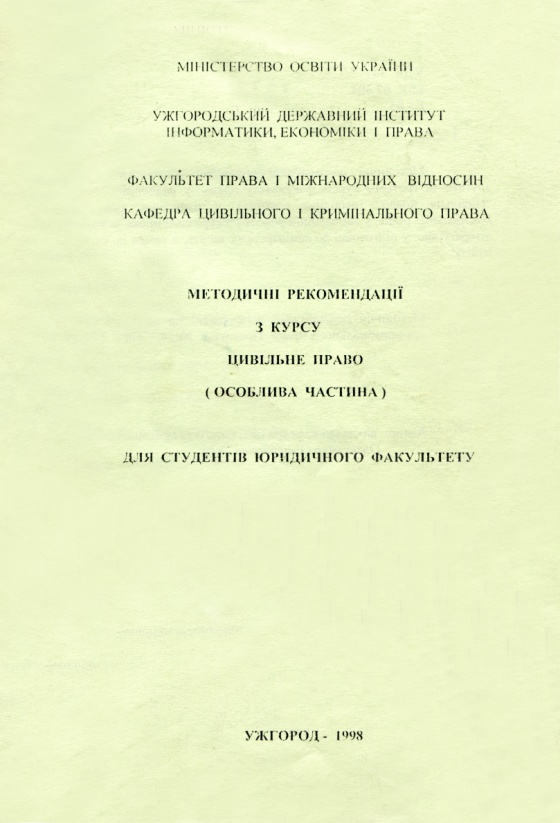 МІНІСТЕРСТВО ОСВІТИ УКРАЇНИ
УЖГОРОДСЬКИЙ ДЕРЖАВНИЙ ІНСТИТУТ
ІНФОРМАТИКИ, ЕКОНОМІКИ І ПРАВА
ФАКУЛЬТЕТ ПРАВА І МІЖНАРОДНИХ ВІДНОСИН
КАФЕДРА ЦИВІЛЬНОГО І КРИМІНАЛЬНОГО ПРАВА
МЕТОДИЧНІ РЕКОМЕНДАЦІЇ
З КУРСУ
ЦИВІЛЬНЕ ПРАВО
( ОСОБЛИВА ЧАСТИНА )
ДЛЯ СТУДЕНТІВ ЮРИДИЧНОГО ФАКУЛЬТЕТУ
УЖГОРОД - 1998